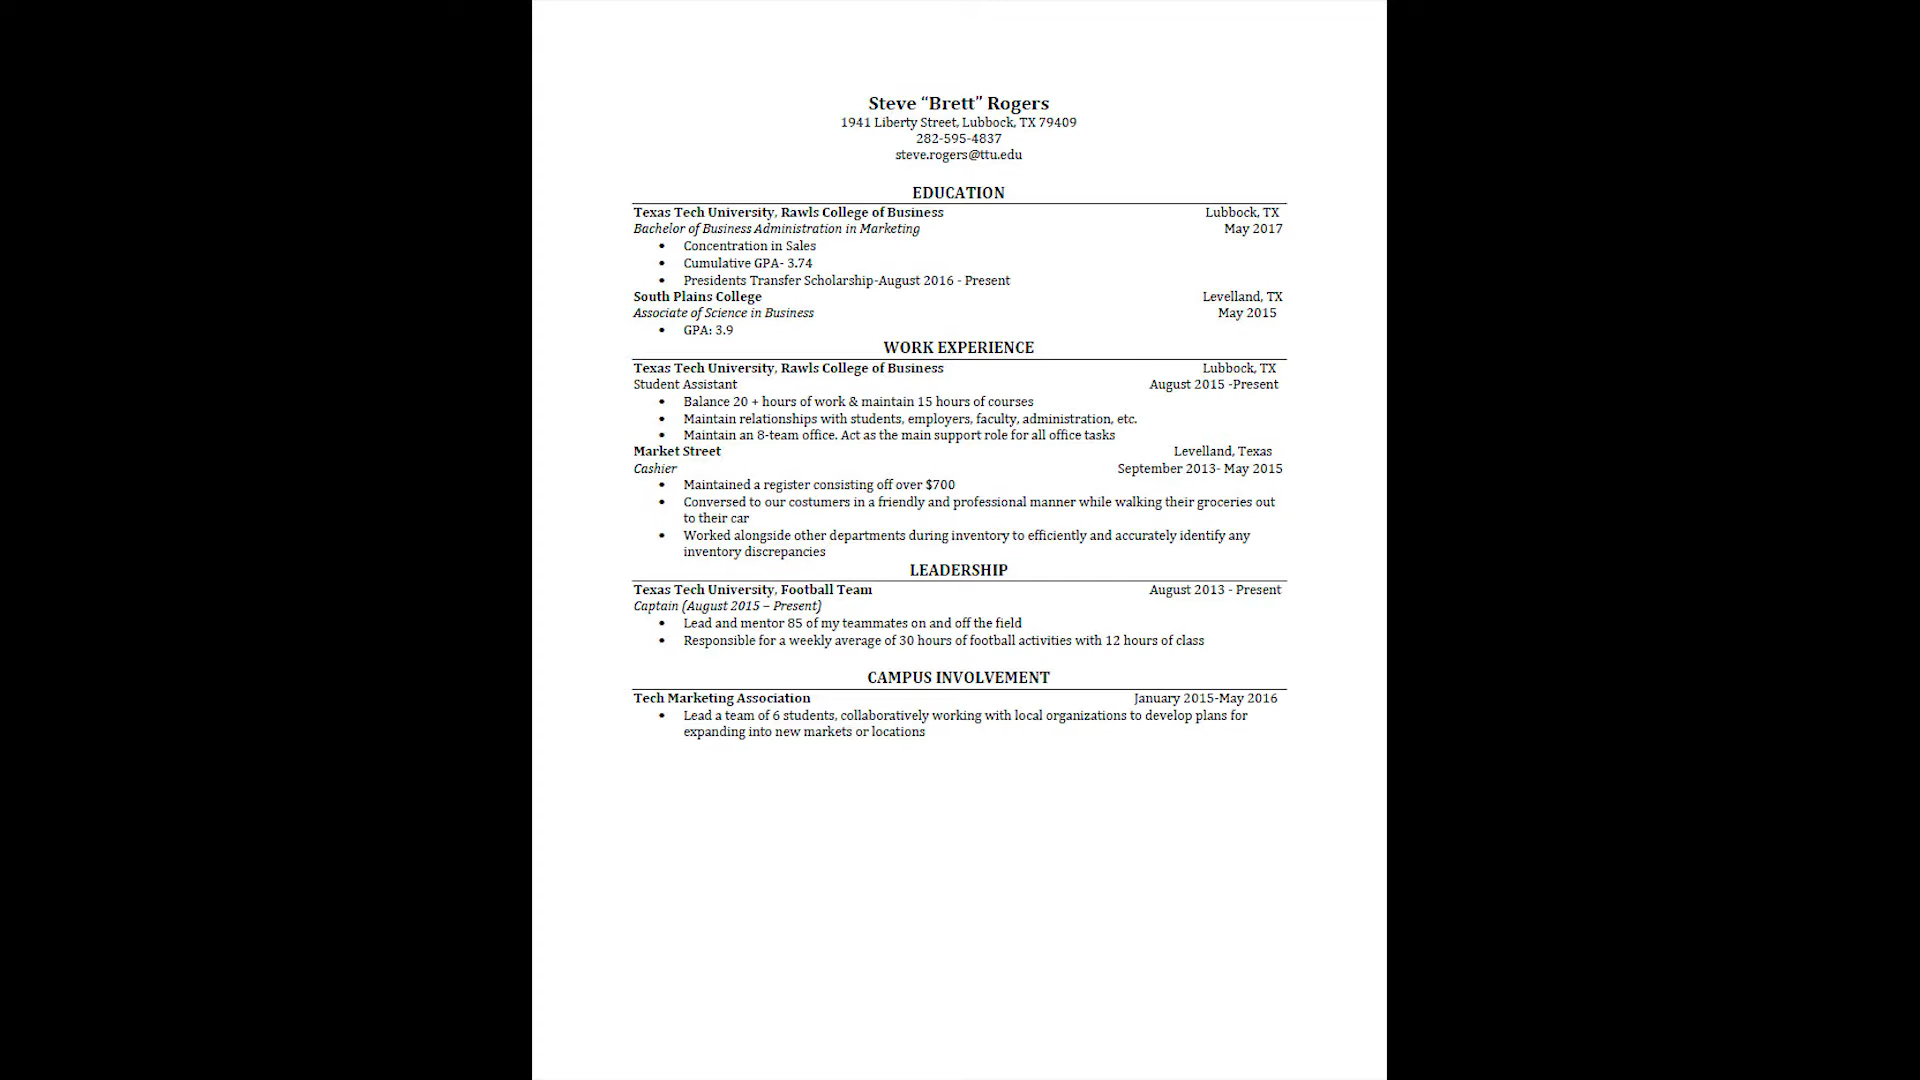 Steve “Brett” Rogers
1941 Liberty Street, Lubbock, TX 79409
282-595-4837
steve.rogers@ttu.edu
EDUCATION
Texas Tech University, Rawls College of Business Lubbock, TX
Bachelor of Business Administration in Marketing May 2017
• Concentration in Sales
• Cumulative GPA- 3.74
• Presidents Transfer Scholarship-August 2016 - Present
South Plains College Levelland, TX
Associate of Science in Business May 2015
• GPA: 3.9
WORK EXPERIENCE
Texas Tech University, Rawls College of Business Lubbock, TX
Student Assistant August 2015 -Present
• Balance 20 + hours of work & maintain 15 hours of courses
• Maintain relationships with students, employers, faculty, administration, etc.
• Maintain an 8-team office. Act as the main support role for all office tasks
Market Street Levelland, Texas
Cashier September 2013- May 2015
• Maintained a register consisting off over $700
• Conversed to our costumers in a friendly and professional manner while walking their groceries out
to their car
• Worked alongside other departments during inventory to efficiently and accurately identify any
inventory discrepancies
LEADERSHIP
Texas Tech University, Football Team August 2013 - Present
Captain (August 2015 – Present)
• Lead and mentor 85 of my teammates on and off the field
• Responsible for a weekly average of 30 hours of football activities with 12 hours of class
CAMPUS INVOLVEMENT
Tech Marketing Association January 2015-May 2016
• Lead a team of 6 students, collaboratively working with local organizations to develop plans for
expanding into new markets or locations